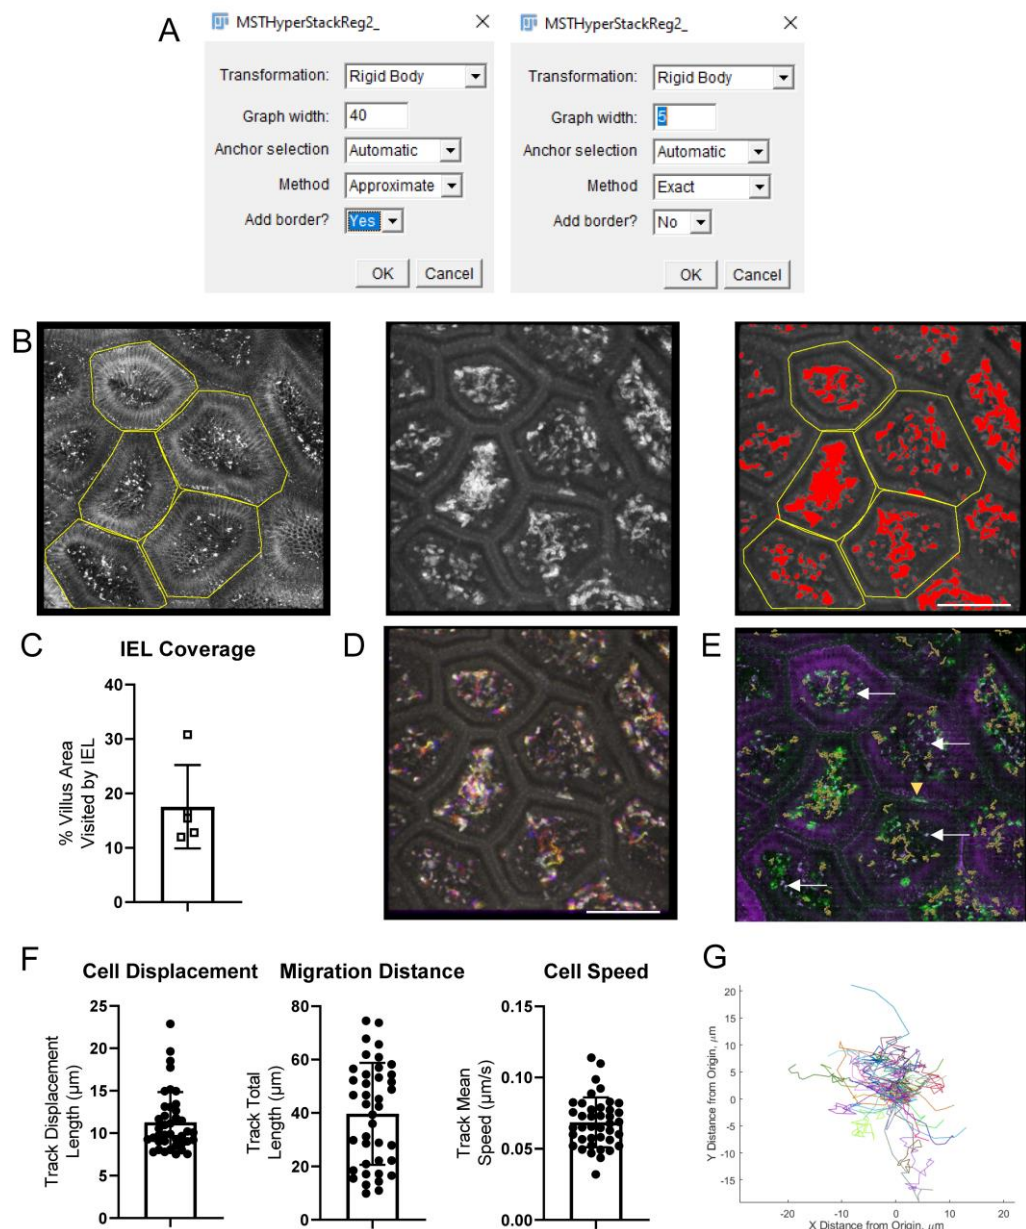 A
MSTHyperStackReg2_
Transformation: Rigid Body
Graph width: 40
Anchor selection Automatic
Method Approximate
Add border? Yes
OK Cancel
MSTHyperStackReg2_
Transformation: Rigid Body
Graph width: 5
Anchor selection Automatic
Method Exact
Add border? No
OK Cancel
B
C
IEL Coverage
% Villus Area
Visited by IEL
40
30
20
10
0
D
E
F
Cell Displacement
Track Displacement
Length (μm)
25
20
15
10
5
0
Migration Distance
Track Total
Length (μm)
80
60
40
20
0
Cell Speed
Track Mean
Speed (μm/s)
0.15
0.10
0.05
0.00
G
Y Distance from Origin, μm
20
15
10
5
0
-5
-10
-15
-20 -10 0 10 20
X Distance from Origin, μm